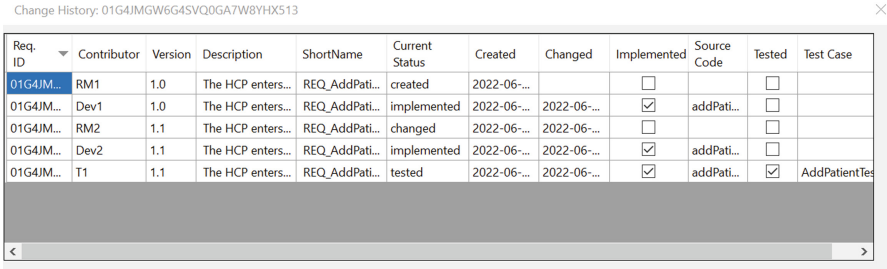 Change History: 01G4JMGW6G4SVQ0GA7W8YHX513
Req. ID Contributor Version Description ShortName Current Status Created Changed Implemented Source Code Tested Test Case
01G4JM... RM1 1.0 The HCP enters... REQ_AddPati... created 2022-06-...
01G4JM... Dev1 1.0 The HCP enters... REQ_AddPati... implemented 2022-06-... 2022-06-... addPati...
01G4JM... RM2 1.1 The HCP enters... REQ_AddPati... changed 2022-06-... 2022-06-...
01G4JM... Dev2 1.1 The HCP enters... REQ_AddPati... implemented 2022-06-... 2022-06-... addPati...
01G4JM... T1 1.1 The HCP enters... REQ_AddPati... tested 2022-06-... 2022-06-... addPati... AddPatientTes